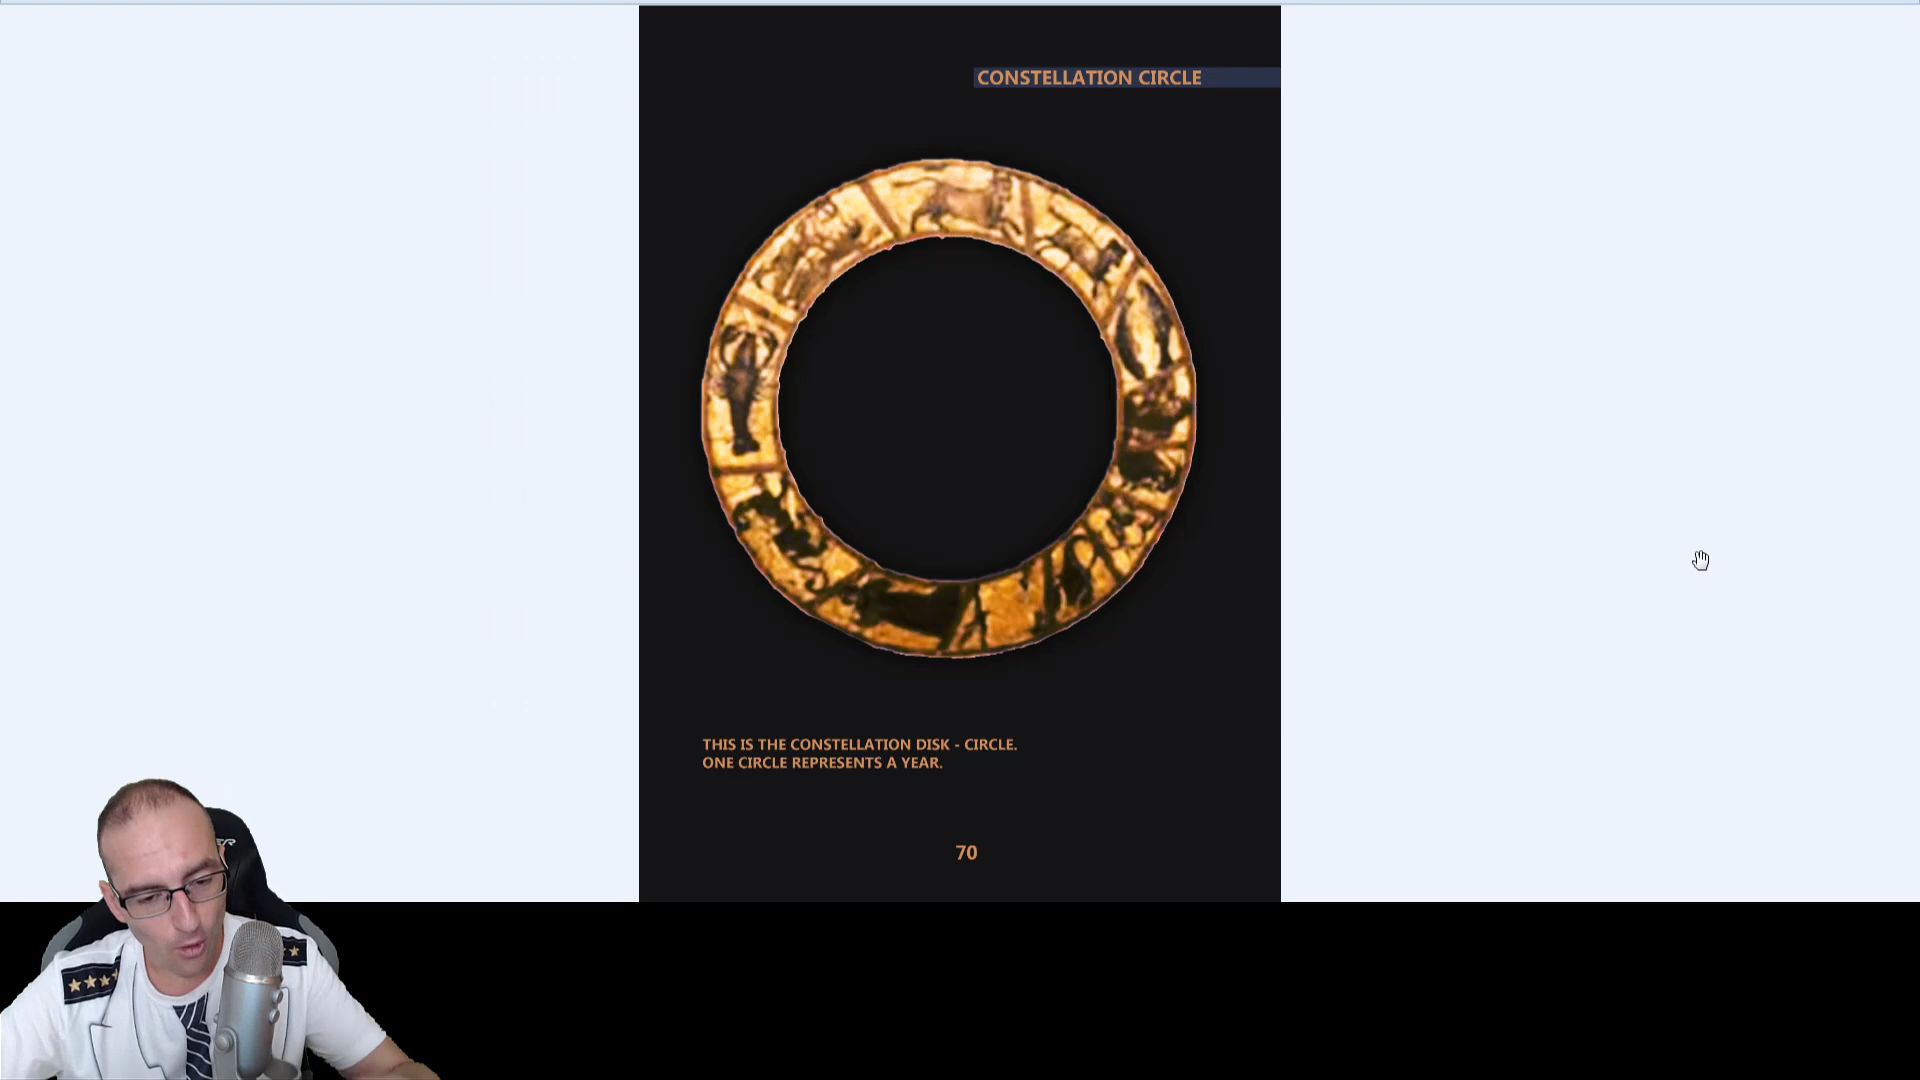 CONSTELLATION CIRCLE
THIS IS THE CONSTELLATION DISK - CIRCLE.
ONE CIRCLE REPRESENTS A YEAR.
70